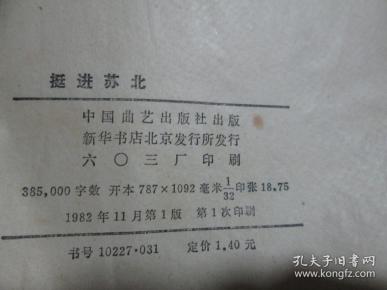 挺进苏北
中国曲艺出版社出版
新华书店北京发行所发行
六〇三厂印刷
385,000字数 开本787×1092毫米1/32印张18.75
1982年11月第1版 第1次印刷
书号10227·031 定价1.40元
孔夫子旧书网